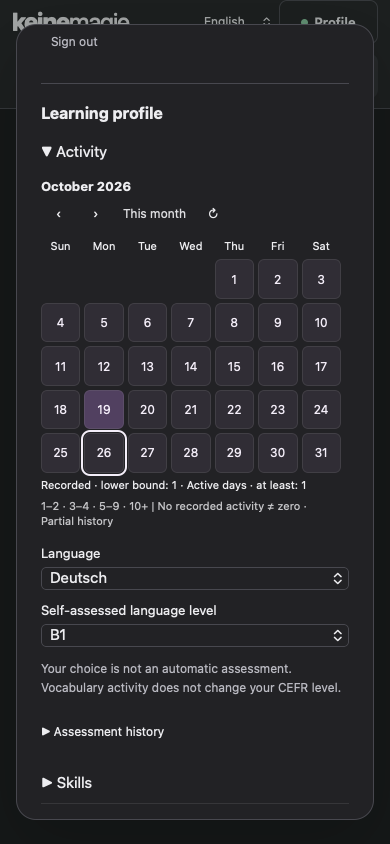 keinemagie
English
Profile
Sign out
Learning profile
▼ Activity
October 2026
‹ › This month ↻
Sun Mon Tue Wed Thu Fri Sat
1 2 3
4 5 6 7 8 9 10
11 12 13 14 15 16 17
18 19 20 21 22 23 24
25 26 27 28 29 30 31
Recorded · lower bound: 1 · Active days · at least: 1
1–2 · 3–4 · 5–9 · 10+ | No recorded activity ≠ zero ·
Partial history
Language
Deutsch
Self-assessed language level
B1
Your choice is not an automatic assessment.
Vocabulary activity does not change your CEFR level.
▶ Assessment history
▶ Skills